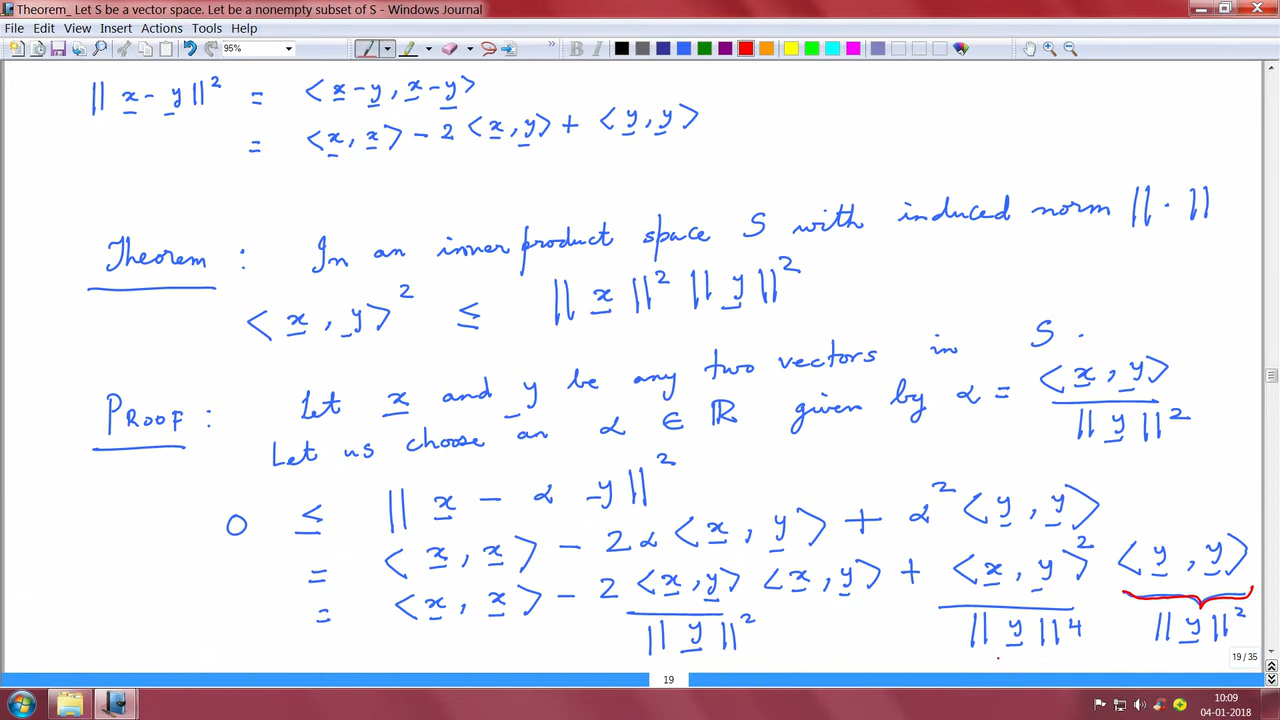 Theorem_ Let S be a vector space. Let be a nonempty subset of S - Windows Journal
File Edit View Insert Actions Tools Help
95%
|| x - y ||² = < x - y, x - y >
= < x, x > - 2 < x, y > + < y, y >
Theorem : In an inner product space S with induced norm || · ||
< x, y >² ≤ || x ||² || y ||²
PROOF : Let x and y be any two vectors in S .
Let us choose an α ∈ ℝ given by α = < x, y > / || y ||²
0 ≤ || x - α y ||²
= < x, x > - 2α < x, y > + α² < y, y >
= < x, x > - 2 < x, y > / || y ||² < x, y > + < x, y >² / || y ||⁴ < y, y >
|| y ||²
19/35
19
10:09
04-01-2018